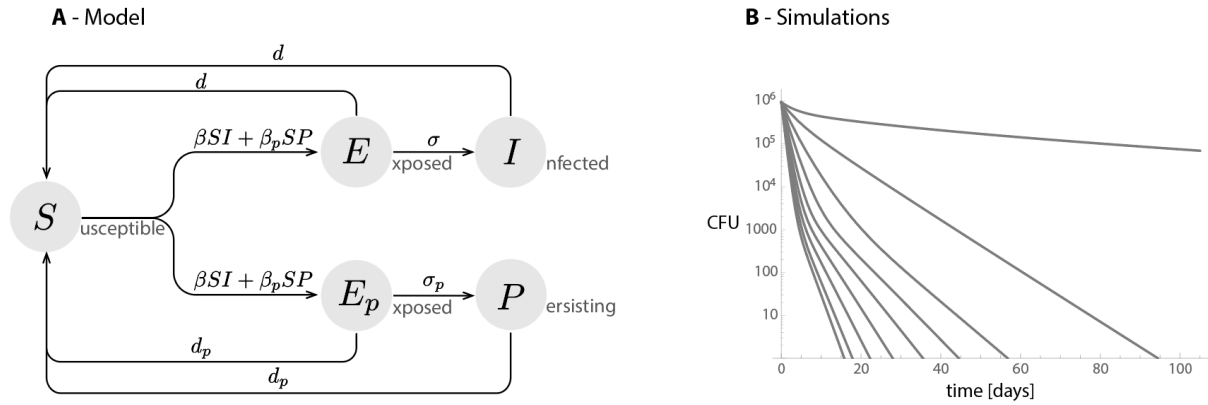 A - Model
d
d
βSI + β_pSP
E
xposed
σ
I
nfected
S
usceptible
βSI + β_pSP
E_p
xposed
σ_p
P
ersisting
d_p
d_p
B - Simulations
10^6
10^5
10^4
1000
100
10
CFU
0
20
40
60
80
100
time [days]